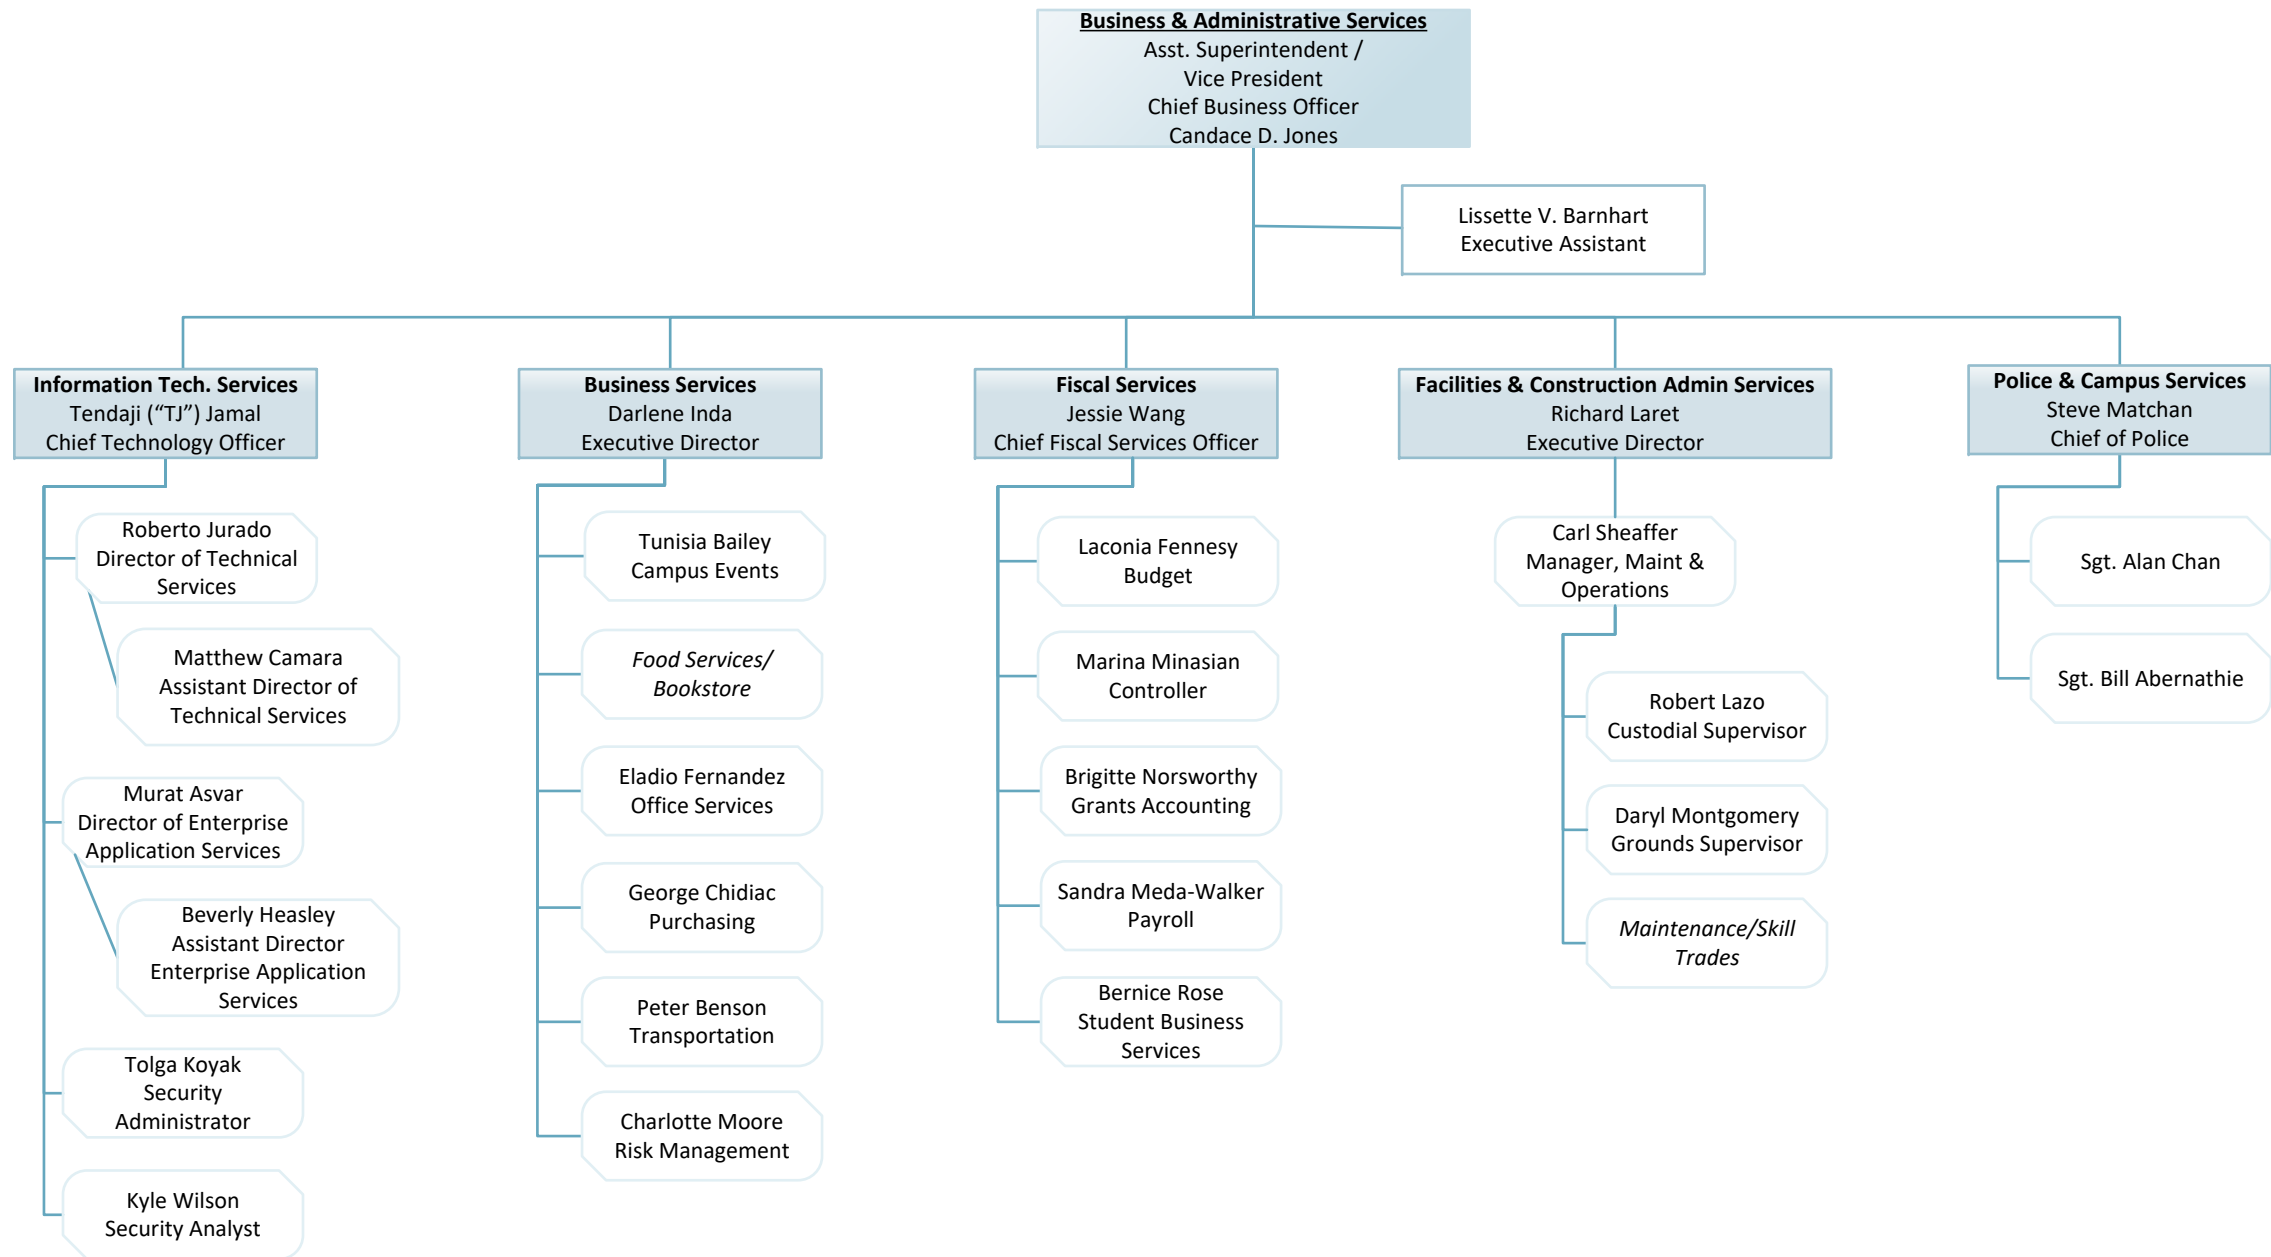 Business & Administrative Services
Asst. Superintendent /
Vice President
Chief Business Officer
Candace D. Jones
Lissette V. Barnhart
Executive Assistant
Information Tech. Services
Tendaji (“TJ”) Jamal
Chief Technology Officer
Roberto Jurado
Director of Technical
Services
Matthew Camara
Assistant Director of
Technical Services
Murat Asvar
Director of Enterprise
Application Services
Beverly Heasley
Assistant Director
Enterprise Application
Services
Tolga Koyak
Security
Administrator
Kyle Wilson
Security Analyst
Business Services
Darlene Inda
Executive Director
Tunisia Bailey
Campus Events
Food Services/
Bookstore
Eladio Fernandez
Office Services
George Chidiac
Purchasing
Peter Benson
Transportation
Charlotte Moore
Risk Management
Fiscal Services
Jessie Wang
Chief Fiscal Services Officer
Laconia Fennesy
Budget
Marina Minasian
Controller
Brigitte Norsworthy
Grants Accounting
Sandra Meda-Walker
Payroll
Bernice Rose
Student Business
Services
Facilities & Construction Admin Services
Richard Laret
Executive Director
Carl Sheaffer
Manager, Maint &
Operations
Robert Lazo
Custodial Supervisor
Daryl Montgomery
Grounds Supervisor
Maintenance/Skill
Trades
Police & Campus Services
Steve Matchan
Chief of Police
Sgt. Alan Chan
Sgt. Bill Abernathie